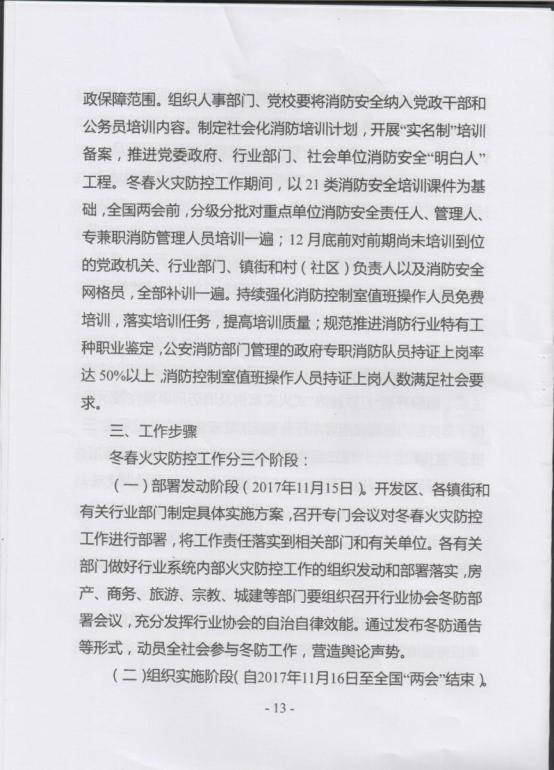 政保障范围。组织人事部门、党校要将消防安全纳入党政干部和
公务员培训内容。制定社会化消防培训计划，开展“实名制”培训
备案，推进党委政府、行业部门、社会单位消防安全“明白人”
工程。冬春火灾防控工作期间，以21类消防安全培训课件为基
础，全国两会前，分级分批对重点单位消防安全责任人、管理人、
专兼职消防管理人员培训一遍；12月底前对前期尚未培训到位
的党政机关、行业部门、镇街和村（社区）负责人以及消防安全
网格员，全部补训一遍。持续强化消防控制室值班操作人员免费
培训，落实培训任务，提高培训质量；规范推进消防行业特有工
种职业鉴定，公安消防部门管理的政府专职消防队员持证上岗率
达50%以上，消防控制室值班操作人员持证上岗人数满足社会要
求。
三、工作步骤
冬春火灾防控工作分三个阶段：
（一）部署发动阶段（2017年11月15日）。开发区、各镇街和
有关行业部门制定具体实施方案，召开专门会议对冬春火灾防控
工作进行部署，将工作责任落实到相关部门和有关单位。各有关
部门做好行业系统内部火灾防控工作的组织发动和部署落实，房
产、商务、旅游、宗教、城建等部门要组织召开行业协会冬防部
署会议，充分发挥行业协会的自治自律效能。通过发布冬防通告
等形式，动员全社会参与冬防工作，营造舆论声势。
（二）组织实施阶段（自2017年11月16日至全国“两会”结束）。
- 13 -